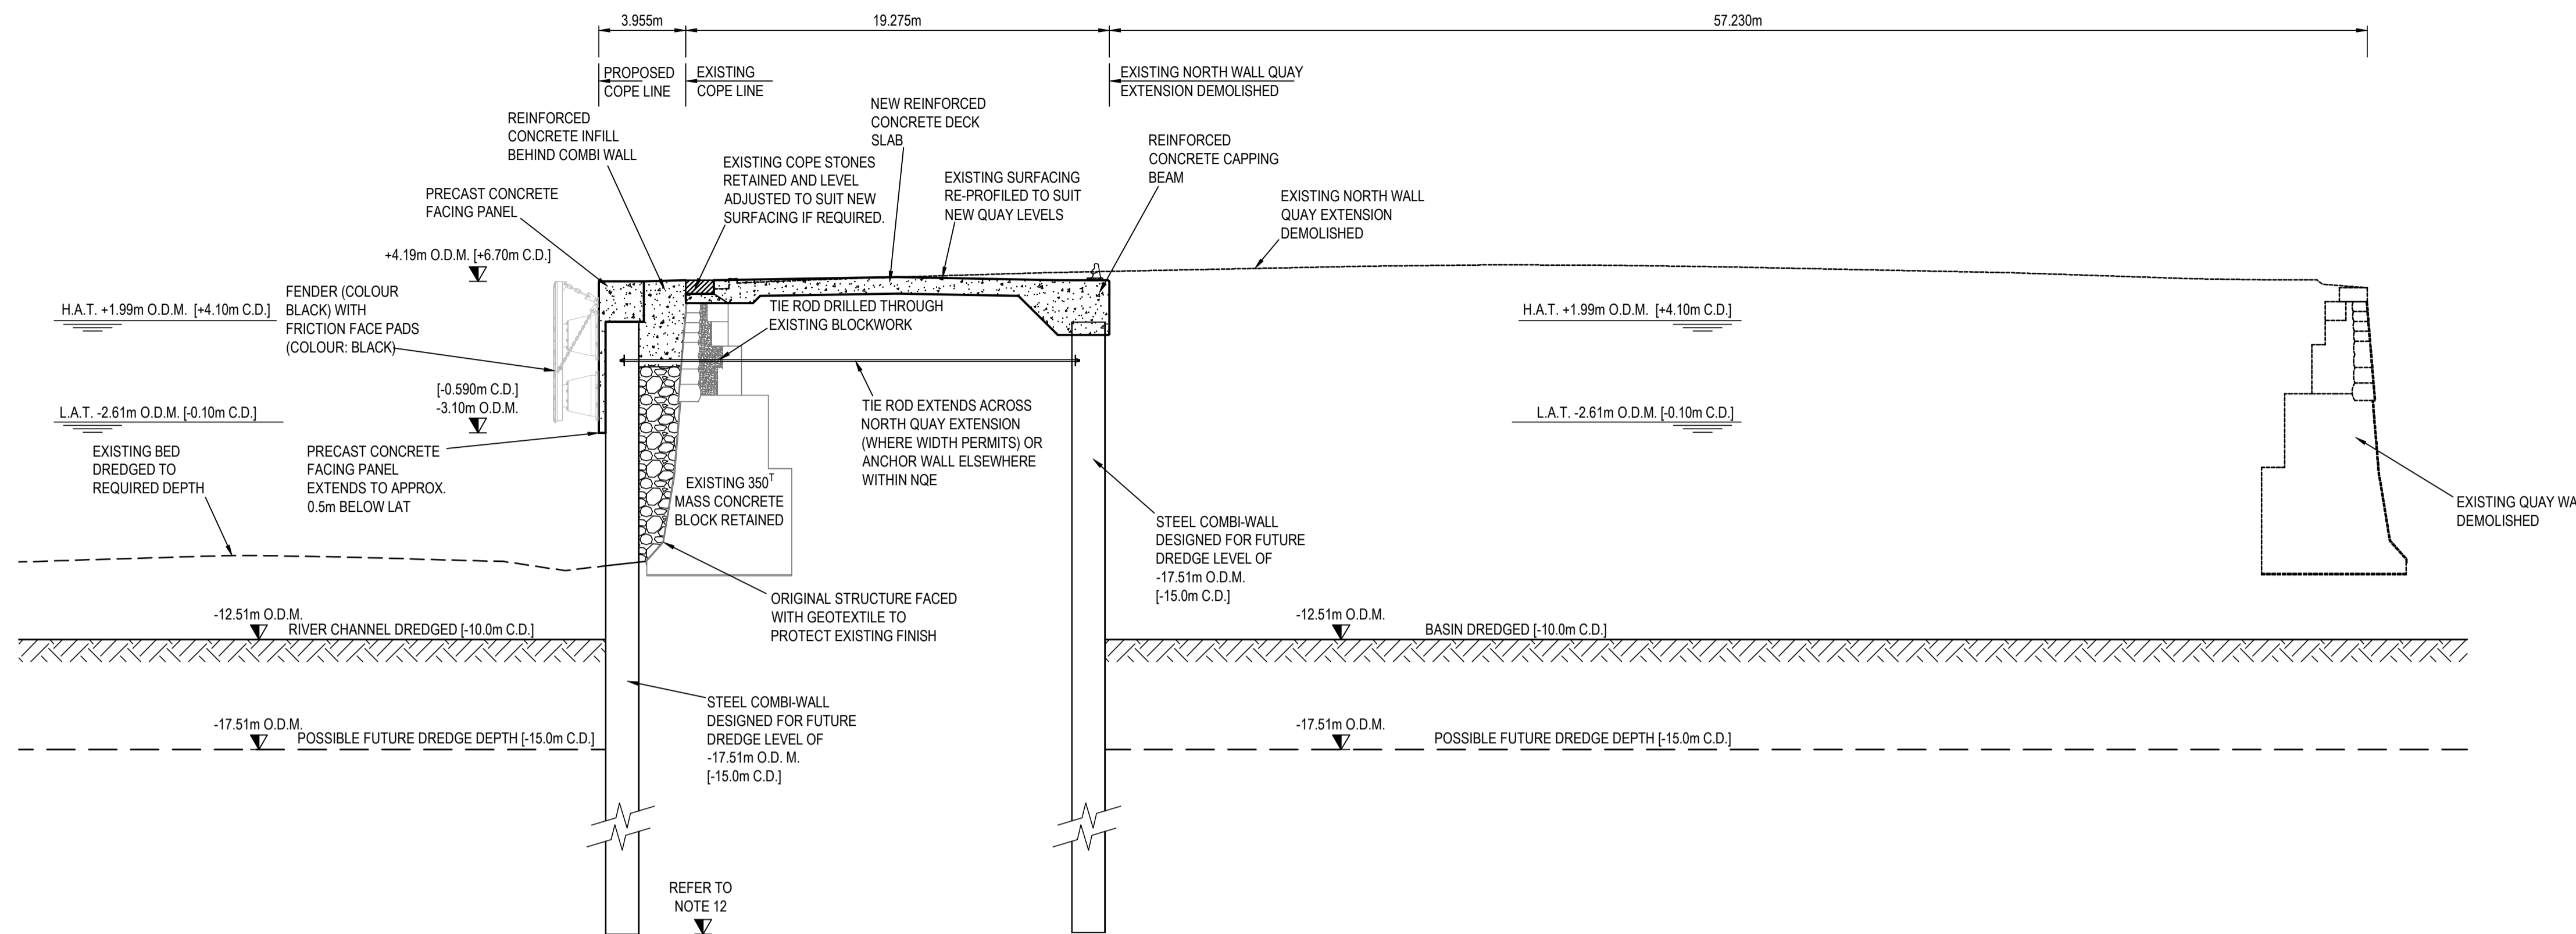 3.955m
19.275m
57.230m
PROPOSED
COPE LINE
EXISTING
COPE LINE
EXISTING NORTH WALL QUAY
EXTENSION DEMOLISHED
REINFORCED
CONCRETE INFILL
BEHIND COMBI WALL
NEW REINFORCED
CONCRETE DECK
SLAB
REINFORCED
CONCRETE CAPPING
BEAM
EXISTING COPE STONES
RETAINED AND LEVEL
ADJUSTED TO SUIT NEW
SURFACING IF REQUIRED.
EXISTING SURFACING
RE-PROFILED TO SUIT
NEW QUAY LEVELS
PRECAST CONCRETE
FACING PANEL
EXISTING NORTH WALL
QUAY EXTENSION
DEMOLISHED
+4.19m O.D.M. [+6.70m C.D.]
FENDER (COLOUR
BLACK) WITH
FRICTION FACE PADS
(COLOUR: BLACK)
H.A.T. +1.99m O.D.M. [+4.10m C.D.]
TIE ROD DRILLED THROUGH
EXISTING BLOCKWORK
H.A.T. +1.99m O.D.M. [+4.10m C.D.]
[-0.590m C.D.]
-3.10m O.D.M.
L.A.T. -2.61m O.D.M. [-0.10m C.D.]
TIE ROD EXTENDS ACROSS
NORTH QUAY EXTENSION
(WHERE WIDTH PERMITS) OR
ANCHOR WALL ELSEWHERE
WITHIN NQE
L.A.T. -2.61m O.D.M. [-0.10m C.D.]
EXISTING BED
DREDGED TO
REQUIRED DEPTH
PRECAST CONCRETE
FACING PANEL
EXTENDS TO APPROX.
0.5m BELOW LAT
EXISTING 350T
MASS CONCRETE
BLOCK RETAINED
STEEL COMBI-WALL
DESIGNED FOR FUTURE
DREDGE LEVEL OF
-17.51m O.D.M.
[-15.0m C.D.]
EXISTING QUAY WA
DEMOLISHED
ORIGINAL STRUCTURE FACED
WITH GEOTEXTILE TO
PROTECT EXISTING FINISH
-12.51m O.D.M.
RIVER CHANNEL DREDGED [-10.0m C.D.]
-12.51m O.D.M.
BASIN DREDGED [-10.0m C.D.]
STEEL COMBI-WALL
DESIGNED FOR FUTURE
DREDGE LEVEL OF
-17.51m O.D. M.
[-15.0m C.D.]
-17.51m O.D.M.
POSSIBLE FUTURE DREDGE DEPTH [-15.0m C.D.]
-17.51m O.D.M.
POSSIBLE FUTURE DREDGE DEPTH [-15.0m C.D.]
REFER TO
NOTE 12